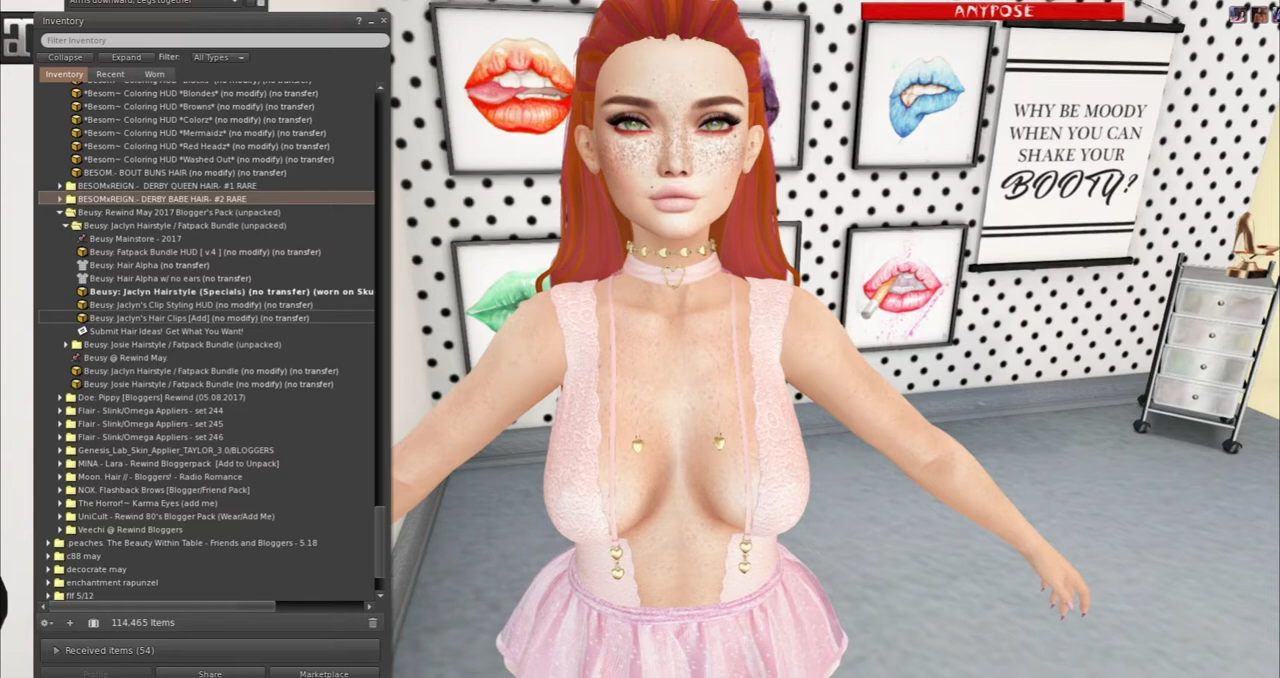 Arms downward, Legs together
Inventory
Filter Inventory
Collapse Expand Filter: All Types
Inventory Recent Worn
*Besom~ Coloring HUD *Blondes* (no modify) (no transfer)
*Besom~ Coloring HUD *Browns* (no modify) (no transfer)
*Besom~ Coloring HUD *Colorz* (no modify) (no transfer)
*Besom~ Coloring HUD *Mermaidz* (no modify) (no transfer)
*Besom~ Coloring HUD *Red Headz* (no modify) (no transfer)
*Besom~ Coloring HUD *Washed Out* (no modify) (no transfer)
BESOM.- BOUT BUNS HAIR (no modify) (no transfer)
BESOMxREIGN.- DERBY QUEEN HAIR- #1 RARE
BESOMxREIGN.- DERBY BABE HAIR- #2 RARE
Beusy: Rewind May 2017 Blogger's Pack (unpacked)
Beusy: Jaclyn Hairstyle / Fatpack Bundle (unpacked)
Beusy Mainstore - 2017
Beusy: Fatpack Bundle HUD [ v.4 ] (no modify) (no transfer)
Beusy: Hair Alpha (no transfer)
Beusy: Hair Alpha w/ no ears (no transfer)
Beusy: Jaclyn Hairstyle (Specials) (no transfer) (worn on Sku
Beusy: Jaclyn's Clip Styling HUD (no modify) (no transfer)
Beusy: Jaclyn's Hair Clips [Add] (no modify) (no transfer)
Submit Hair Ideas! Get What You Want!
Beusy: Josie Hairstyle / Fatpack Bundle (unpacked)
Beusy @ Rewind May
Beusy: Jaclyn Hairstyle / Fatpack Bundle (no modify) (no transfer)
Beusy: Josie Hairstyle / Fatpack Bundle (no modify) (no transfer)
Doe: Pippy [Bloggers] Rewind (05.08.2017)
Flair - Slink/Omega Appliers - set 244
Flair - Slink/Omega Appliers - set 245
Flair - Slink/Omega Appliers - set 246
Genesis_Lab_Skin_Applier_TAYLOR_3.0/BLOGGERS
MINA - Lara - Rewind Bloggerpack [Add to Unpack]
Moon. Hair // - Bloggers! - Radio Romance
NOX. Flashback Brows [Blogger/Friend Pack]
The Horror!~ Karma Eyes (add me)
UniCult - Rewind 80's Blogger Pack (Wear/Add Me)
Veechi @ Rewind Bloggers
.peaches. The Beauty Within Table - Friends and Bloggers - 5.18
c88 may
decocrate may
enchantment rapunzel
flf 5/12
114,465 Items
Received items (54)
Profile Share Marketplace
ANYPOSE
WHY BE MOODY
WHEN YOU CAN
SHAKE YOUR
BOOTY?